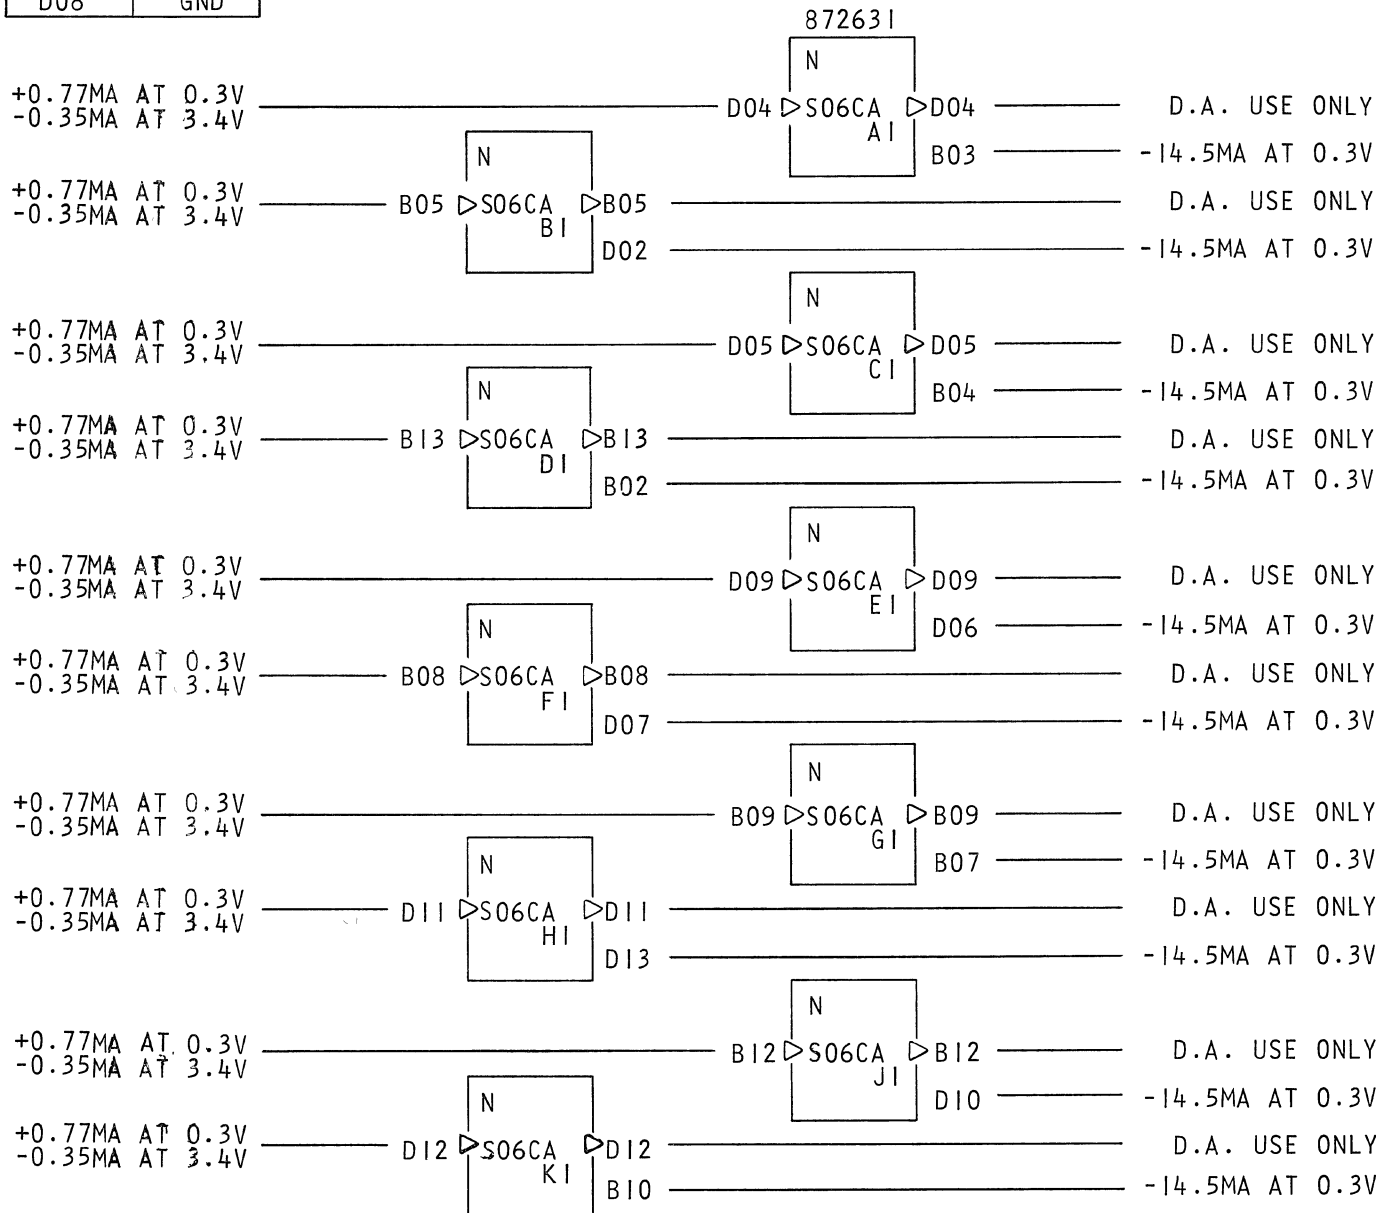 D08 GND
872631
N
+0.77MA AT 0.3V
-0.35MA AT 3.4V
D04 S06CA D04 D.A. USE ONLY
A1
B03 -14.5MA AT 0.3V
N
+0.77MA AT 0.3V
-0.35MA AT 3.4V
B05 S06CA B05 D.A. USE ONLY
B1
D02 -14.5MA AT 0.3V
N
+0.77MA AT 0.3V
-0.35MA AT 3.4V
D05 S06CA D05 D.A. USE ONLY
C1
B04 -14.5MA AT 0.3V
N
+0.77MA AT 0.3V
-0.35MA AT 3.4V
B13 S06CA B13 D.A. USE ONLY
D1
B02 -14.5MA AT 0.3V
N
+0.77MA AT 0.3V
-0.35MA AT 3.4V
D09 S06CA D09 D.A. USE ONLY
E1
D06 -14.5MA AT 0.3V
N
+0.77MA AT 0.3V
-0.35MA AT 3.4V
B08 S06CA B08 D.A. USE ONLY
F1
D07 -14.5MA AT 0.3V
N
+0.77MA AT 0.3V
-0.35MA AT 3.4V
B09 S06CA B09 D.A. USE ONLY
G1
B07 -14.5MA AT 0.3V
N
+0.77MA AT 0.3V
-0.35MA AT 3.4V
D11 S06CA D11 D.A. USE ONLY
H1
D13 -14.5MA AT 0.3V
N
+0.77MA AT 0.3V
-0.35MA AT 3.4V
B12 S06CA B12 D.A. USE ONLY
J1
D10 -14.5MA AT 0.3V
N
+0.77MA AT 0.3V
-0.35MA AT 3.4V
D12 S06CA D12 D.A. USE ONLY
K1
B10 -14.5MA AT 0.3V